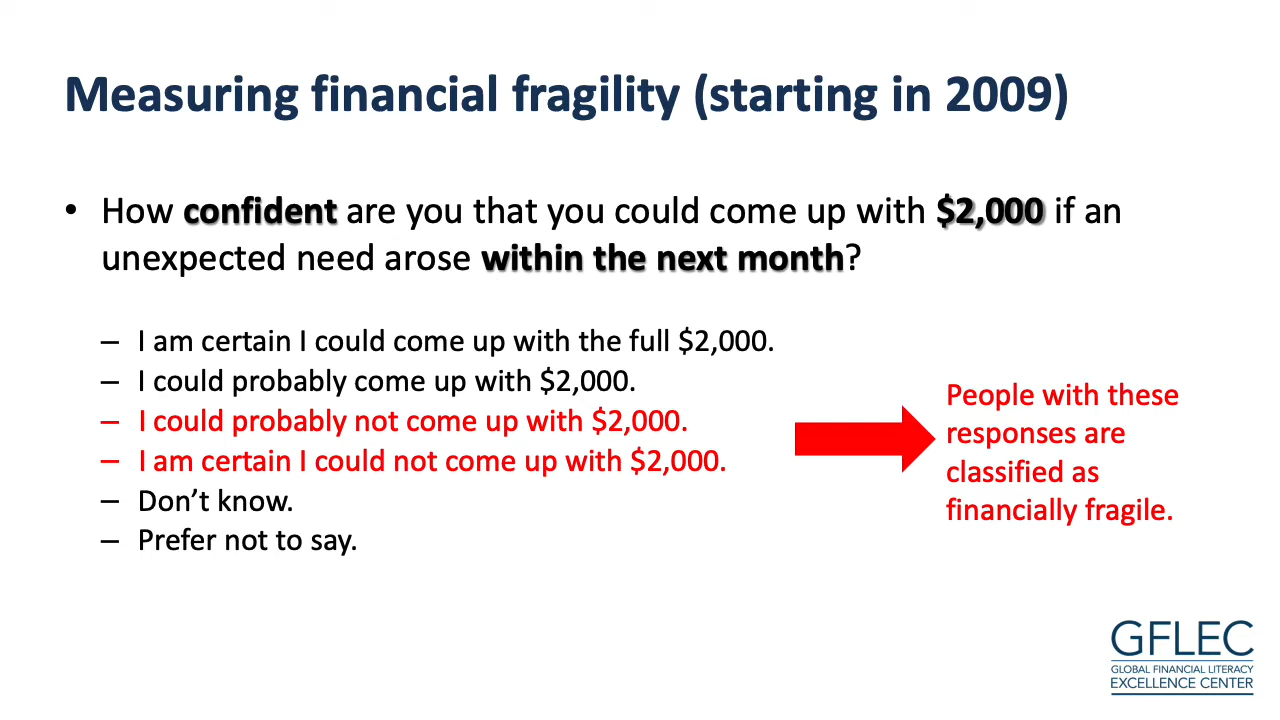 Measuring financial fragility (starting in 2009)
• How confident are you that you could come up with $2,000 if an
unexpected need arose within the next month?
– I am certain I could come up with the full $2,000.
– I could probably come up with $2,000.
– I could probably not come up with $2,000.
– I am certain I could not come up with $2,000.
– Don’t know.
– Prefer not to say.
People with these
responses are
classified as
financially fragile.
GFLEC
GLOBAL FINANCIAL LITERACY
EXCELLENCE CENTER